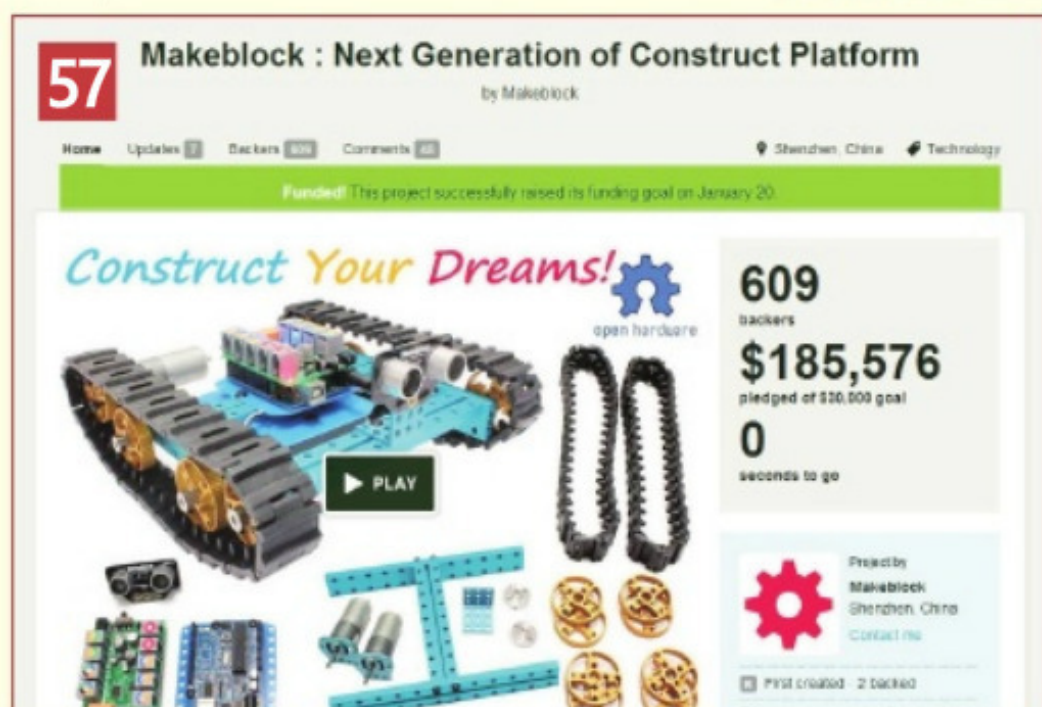 57
Makeblock : Next Generation of Construct Platform
by Makeblock
Home Updates 7 Backers 609 Comments
Shenzhen, China Technology
Funded! This project successfully raised its funding goal on January 20.
Construct Your Dreams!
open hardware
609
backers
$185,576
pledged of $30,000 goal
0
seconds to go
PLAY
Project by
Makeblock
Shenzhen, China
Contact me
First created · 2 backed